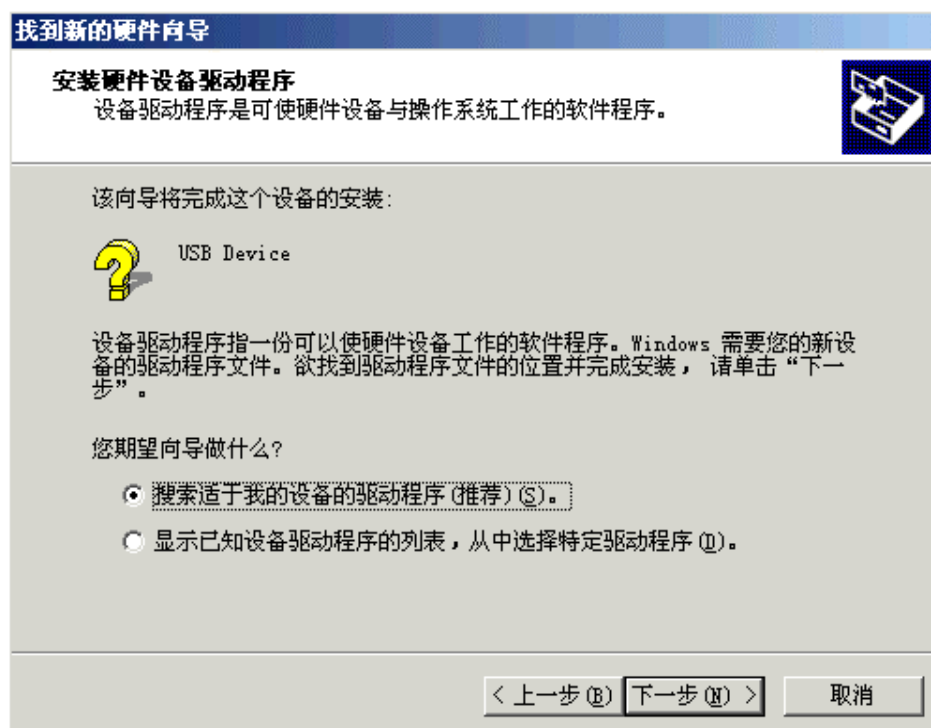 找到新的硬件向导
安装硬件设备驱动程序
设备驱动程序是可使硬件设备与操作系统工作的软件程序。
该向导将完成这个设备的安装:
USB Device
设备驱动程序指一份可以使硬件设备工作的软件程序。Windows 需要您的新设
备的驱动程序文件。欲找到驱动程序文件的位置并完成安装， 请单击“下一
步”。
您期望向导做什么?
搜索适于我的设备的驱动程序(推荐)(S)。
显示已知设备驱动程序的列表，从中选择特定驱动程序(D)。
< 上一步(B) 下一步(N) > 取消